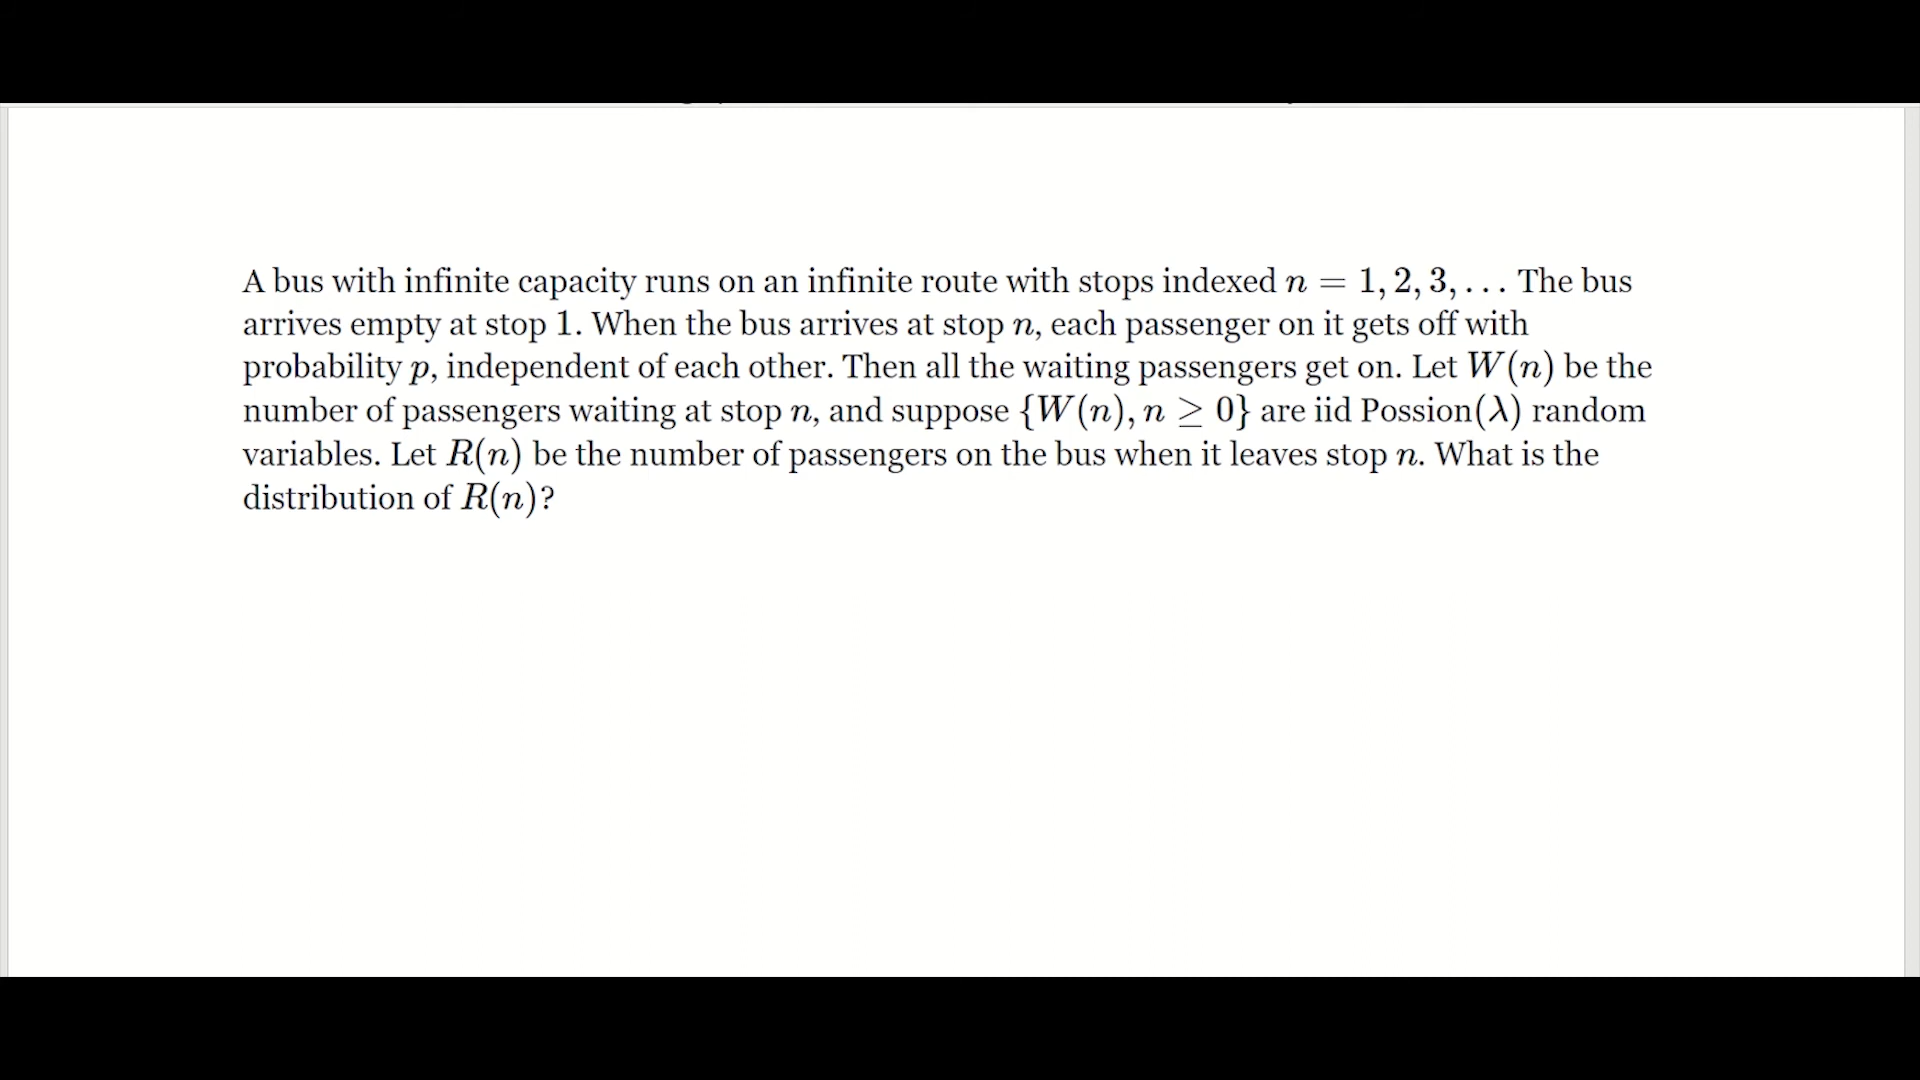 A bus with infinite capacity runs on an infinite route with stops indexed n = 1, 2, 3, . . . The bus
arrives empty at stop 1. When the bus arrives at stop n, each passenger on it gets off with
probability p, independent of each other. Then all the waiting passengers get on. Let W(n) be the
number of passengers waiting at stop n, and suppose {W(n), n ≥ 0} are iid Possion(λ) random
variables. Let R(n) be the number of passengers on the bus when it leaves stop n. What is the
distribution of R(n)?